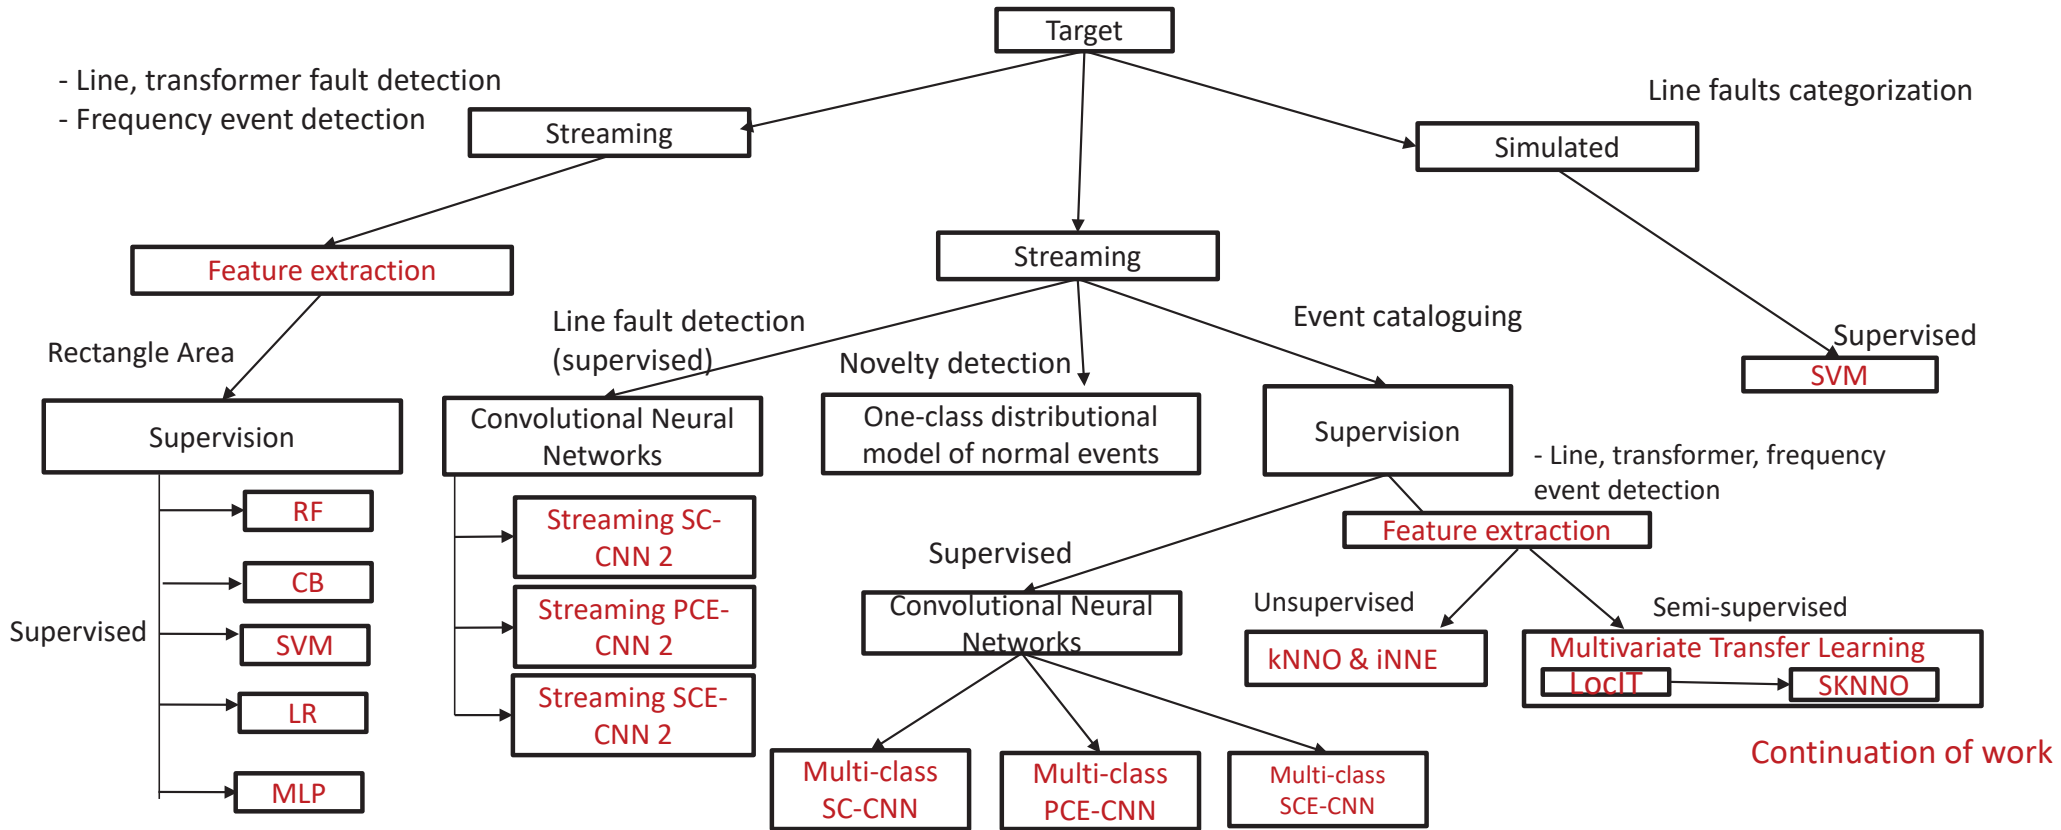 Target
- Line, transformer fault detection
- Frequency event detection
Line faults categorization
Streaming
Simulated
Feature extraction
Streaming
Rectangle Area
Line fault detection
(supervised)
Novelty detection
Event cataloguing
Supervised
SVM
Supervision
Convolutional Neural
Networks
One-class distributional
model of normal events
Supervision
- Line, transformer, frequency
event detection
RF
CB
SVM
LR
MLP
Supervised
Streaming SC-
CNN 2
Streaming PCE-
CNN 2
Streaming SCE-
CNN 2
Supervised
Feature extraction
Convolutional Neural
Networks
Unsupervised
Semi-supervised
kNNO & iNNE
Multivariate Transfer Learning
LocIT
SKNNO
Multi-class
SC-CNN
Multi-class
PCE-CNN
Multi-class
SCE-CNN
Continuation of work